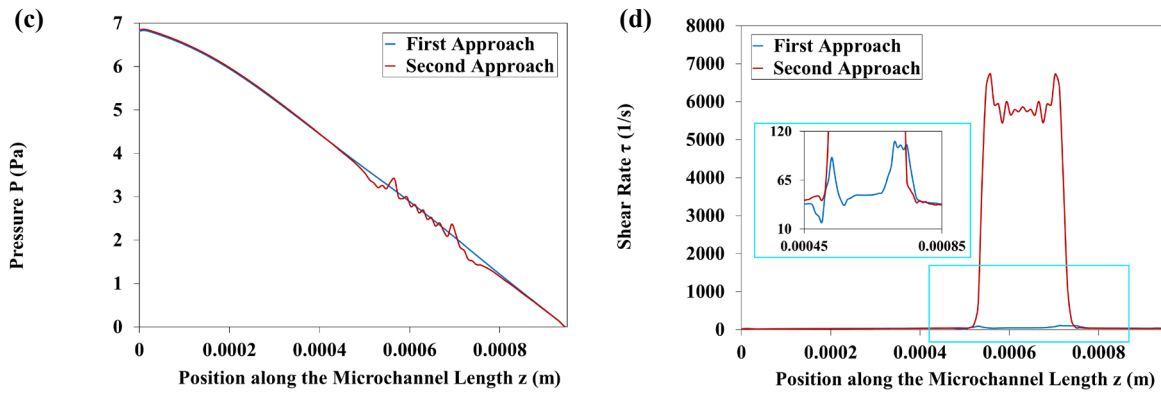 (c)
7
6
5
4
3
2
1
0
Pressure P (Pa)
First Approach
Second Approach
0 0.0002 0.0004 0.0006 0.0008
Position along the Microchannel Length z (m)
(d)
8000
7000
6000
5000
4000
3000
2000
1000
0
Shear Rate τ (1/s)
First Approach
Second Approach
120
65
10
0.00045 0.00085
0 0.0002 0.0004 0.0006 0.0008
Position along the Microchannel Length z (m)